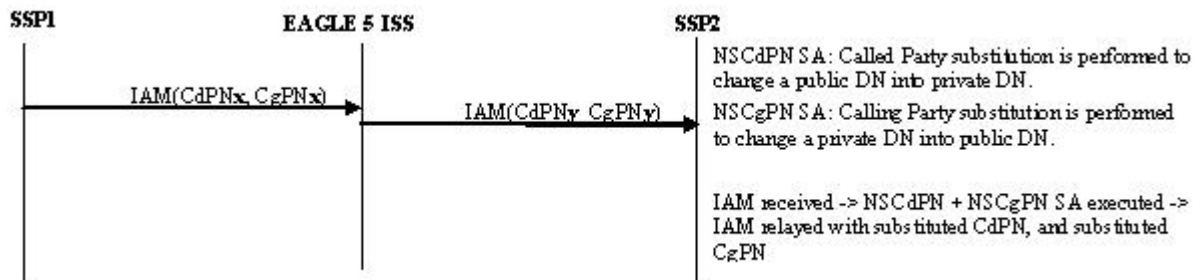 SSP1
EAGLE 5 ISS
SSP2
IAM(CdPNx, CgPNx)
IAM(CdPNy, CgPNy)
NSCdPN SA: Called Party substitution is performed to
change a public DN into private DN.
NSCgPN SA: Calling Party substitution is performed
to change a private DN into public DN.
IAM received -> NSCdPN + NSCgPN SA executed ->
IAM relayed with substituted CdPN, and substituted
CgPN